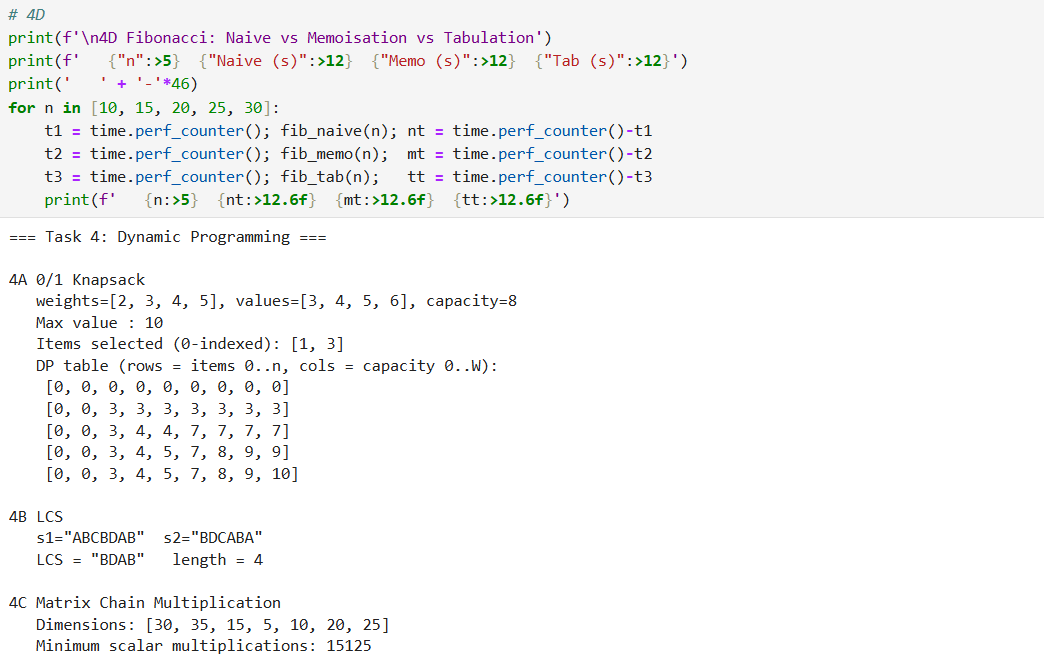 # 4D
print(f'\n4D Fibonacci: Naive vs Memoisation vs Tabulation')
print(f'   {"n":>5}  {"Naive (s)":>12}  {"Memo (s)":>12}  {"Tab (s)":>12}')
print('   ' + '-'*46)
for n in [10, 15, 20, 25, 30]:
    t1 = time.perf_counter(); fib_naive(n); nt = time.perf_counter()-t1
    t2 = time.perf_counter(); fib_memo(n);  mt = time.perf_counter()-t2
    t3 = time.perf_counter(); fib_tab(n);   tt = time.perf_counter()-t3
    print(f'   {n:>5}  {nt:>12.6f}  {mt:>12.6f}  {tt:>12.6f}')
=== Task 4: Dynamic Programming ===
4A 0/1 Knapsack
   weights=[2, 3, 4, 5], values=[3, 4, 5, 6], capacity=8
   Max value : 10
   Items selected (0-indexed): [1, 3]
   DP table (rows = items 0..n, cols = capacity 0..W):
    [0, 0, 0, 0, 0, 0, 0, 0, 0]
    [0, 0, 3, 3, 3, 3, 3, 3, 3]
    [0, 0, 3, 4, 4, 7, 7, 7, 7]
    [0, 0, 3, 4, 5, 7, 8, 9, 9]
    [0, 0, 3, 4, 5, 7, 8, 9, 10]
4B LCS
   s1="ABCBDAB"  s2="BDCABA"
   LCS = "BDAB"   length = 4
4C Matrix Chain Multiplication
   Dimensions: [30, 35, 15, 5, 10, 20, 25]
   Minimum scalar multiplications: 15125